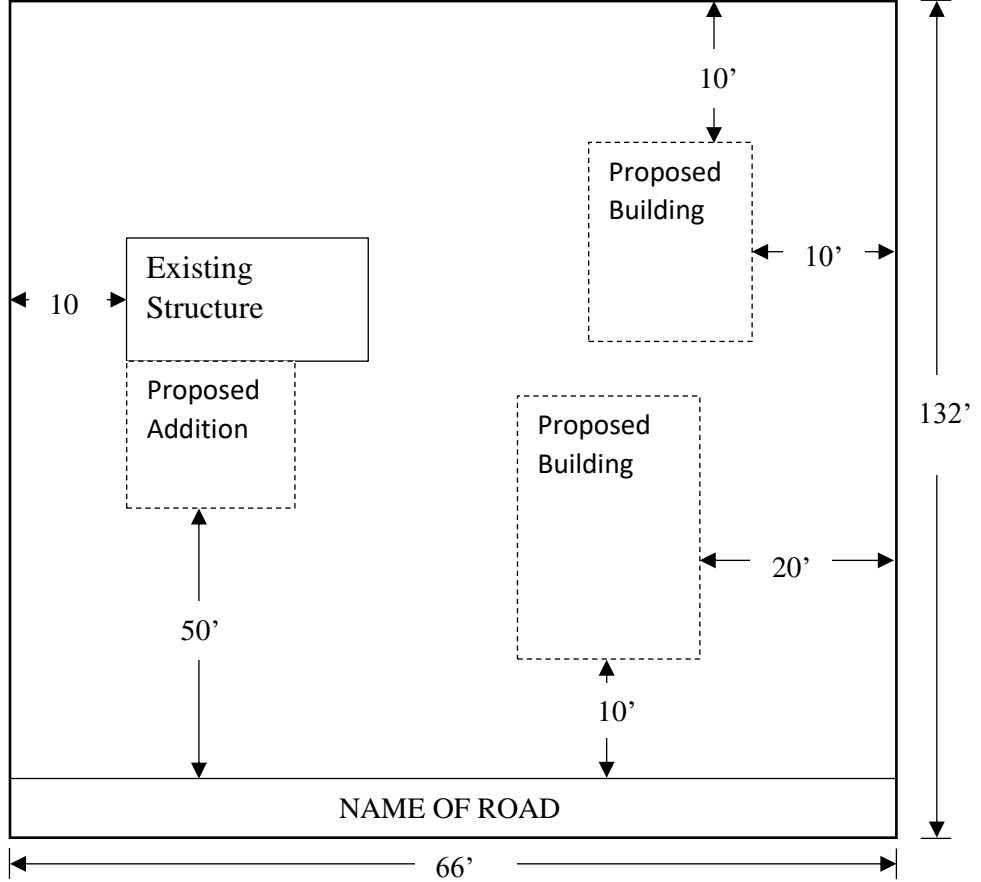 10’
Proposed
Building
10’
Existing
Structure
10
Proposed
Addition
132’
Proposed
Building
20’
50’
10’
NAME OF ROAD
66’